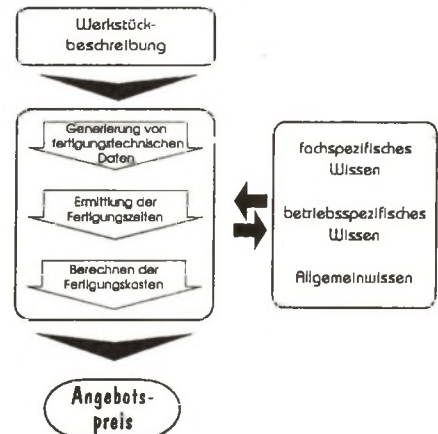 Werkstück-
beschreibung
Generierung von
fertigungstechnischen
Daten
Ermittlung der
Fertigungszeiten
Berechnen der
Fertigungskosten
fachspezifisches
Wissen
betriebsspezifisches
Wissen
Allgemeinwissen
Angebots-
preis